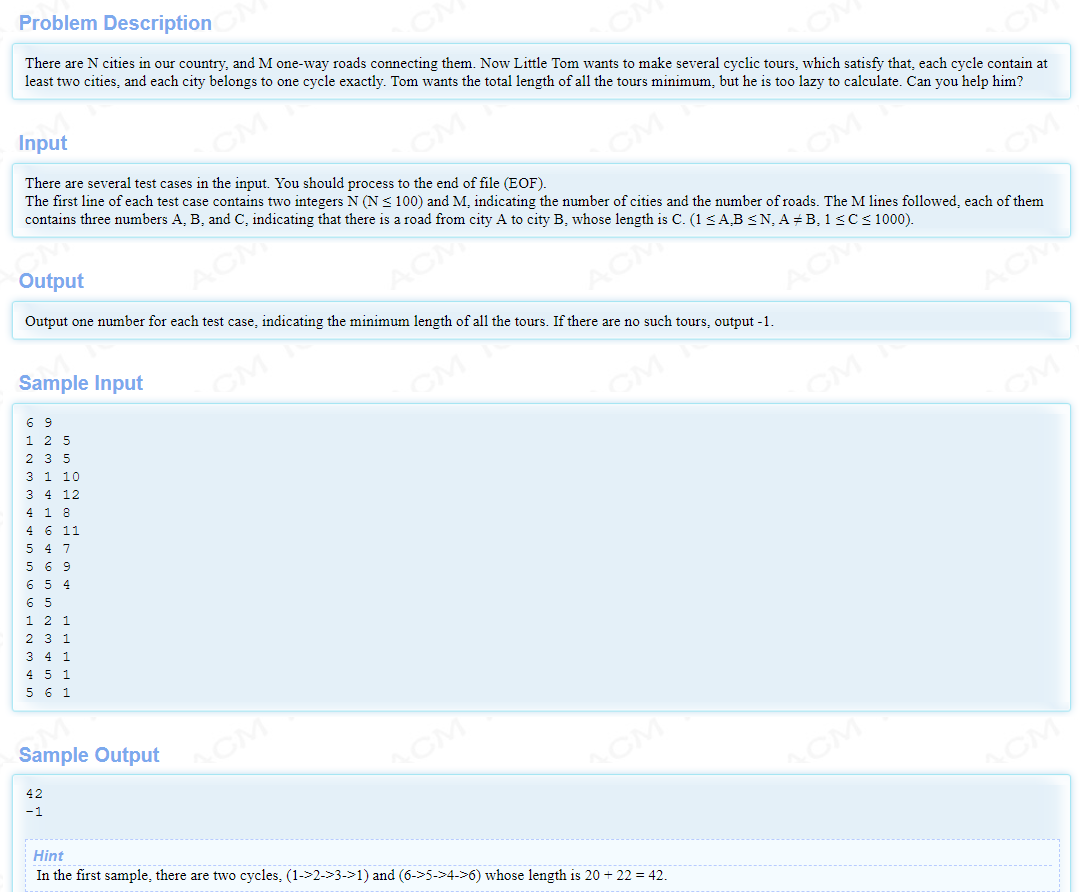 Problem Description
There are N cities in our country, and M one-way roads connecting them. Now Little Tom wants to make several cyclic tours, which satisfy that, each cycle contain at
least two cities, and each city belongs to one cycle exactly. Tom wants the total length of all the tours minimum, but he is too lazy to calculate. Can you help him?
Input
There are several test cases in the input. You should process to the end of file (EOF).
The first line of each test case contains two integers N (N ≤ 100) and M, indicating the number of cities and the number of roads. The M lines followed, each of them
contains three numbers A, B, and C, indicating that there is a road from city A to city B, whose length is C. (1 ≤ A,B ≤ N, A ≠ B, 1 ≤ C ≤ 1000).
Output
Output one number for each test case, indicating the minimum length of all the tours. If there are no such tours, output -1.
Sample Input
6 9
1 2 5
2 3 5
3 1 10
3 4 12
4 1 8
4 6 11
5 4 7
5 6 9
6 5 4
6 5
1 2 1
2 3 1
3 4 1
4 5 1
5 6 1
Sample Output
42
-1
Hint
In the first sample, there are two cycles, (1->2->3->1) and (6->5->4->6) whose length is 20 + 22 = 42.